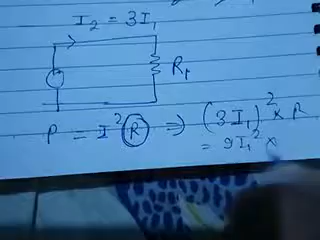 I₂ = 3I₁
R₁
P = I² R ⇒ (3I₁)² × R
= 9I₁² ×